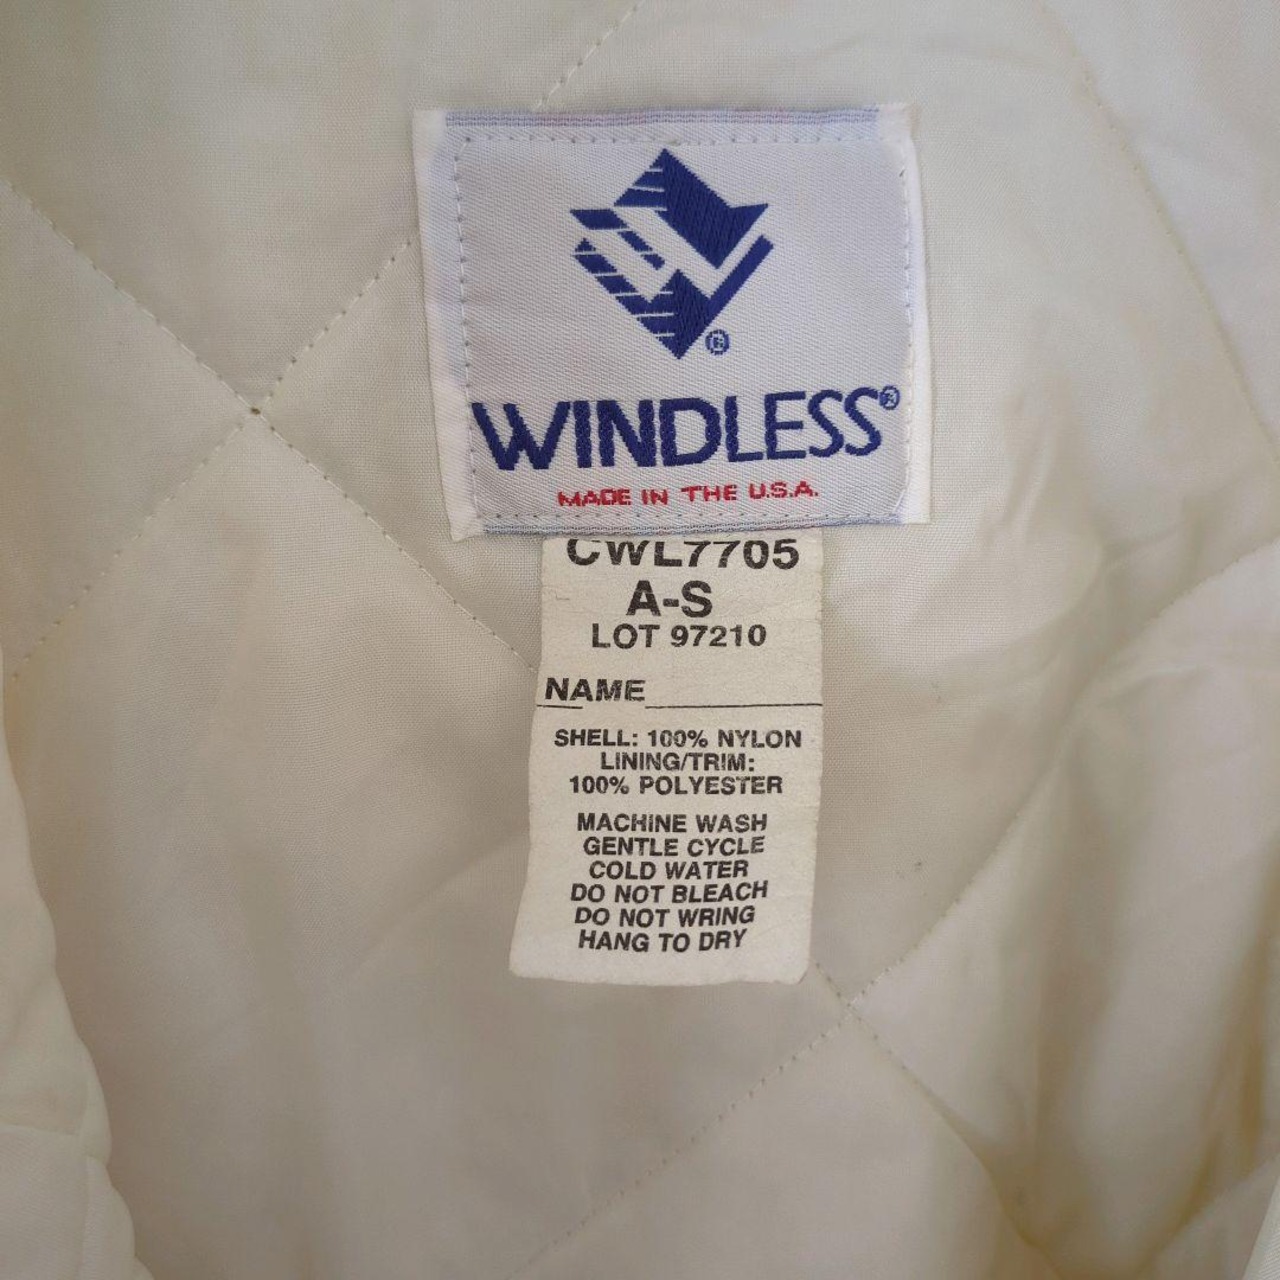 WINDLESS®
MADE IN THE U.S.A.
CWL7705
A-S
LOT 97210
NAME
SHELL: 100% NYLON
LINING/TRIM:
100% POLYESTER
MACHINE WASH
GENTLE CYCLE
COLD WATER
DO NOT BLEACH
DO NOT WRING
HANG TO DRY